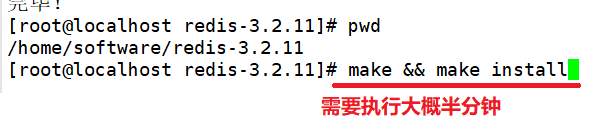 完毕!
[root@localhost redis-3.2.11]# pwd
/home/software/redis-3.2.11
[root@localhost redis-3.2.11]# make && make install
需要执行大概半分钟